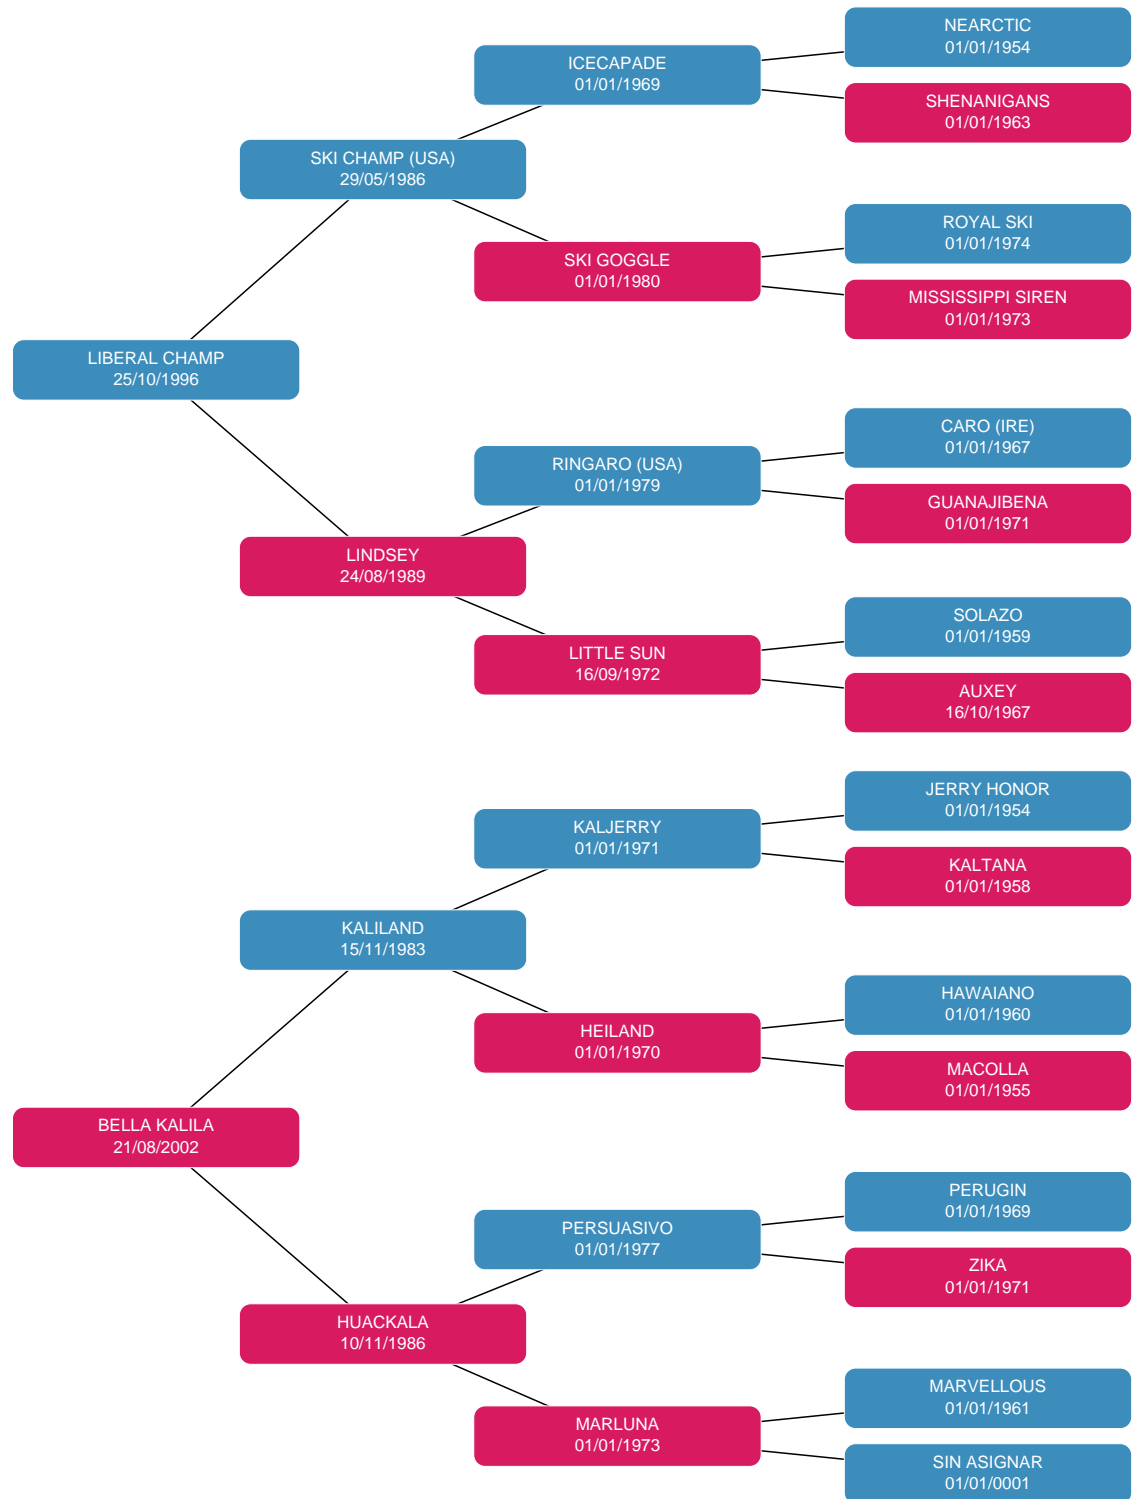 NEARCTIC
01/01/1954
ICECAPADE
01/01/1969
SHENANIGANS
01/01/1963
SKI CHAMP (USA)
29/05/1986
ROYAL SKI
01/01/1974
SKI GOGGLE
01/01/1980
MISSISSIPPI SIREN
01/01/1973
LIBERAL CHAMP
25/10/1996
CARO (IRE)
01/01/1967
RINGARO (USA)
01/01/1979
GUANAJIBENA
01/01/1971
LINDSEY
24/08/1989
SOLAZO
01/01/1959
LITTLE SUN
16/09/1972
AUXEY
16/10/1967
JERRY HONOR
01/01/1954
KALJERRY
01/01/1971
KALTANA
01/01/1958
KALILAND
15/11/1983
HAWAIANO
01/01/1960
HEILAND
01/01/1970
MACOLLA
01/01/1955
BELLA KALILA
21/08/2002
PERUGIN
01/01/1969
PERSUASIVO
01/01/1977
ZIKA
01/01/1971
HUACKALA
10/11/1986
MARVELLOUS
01/01/1961
MARLUNA
01/01/1973
SIN ASIGNAR
01/01/0001